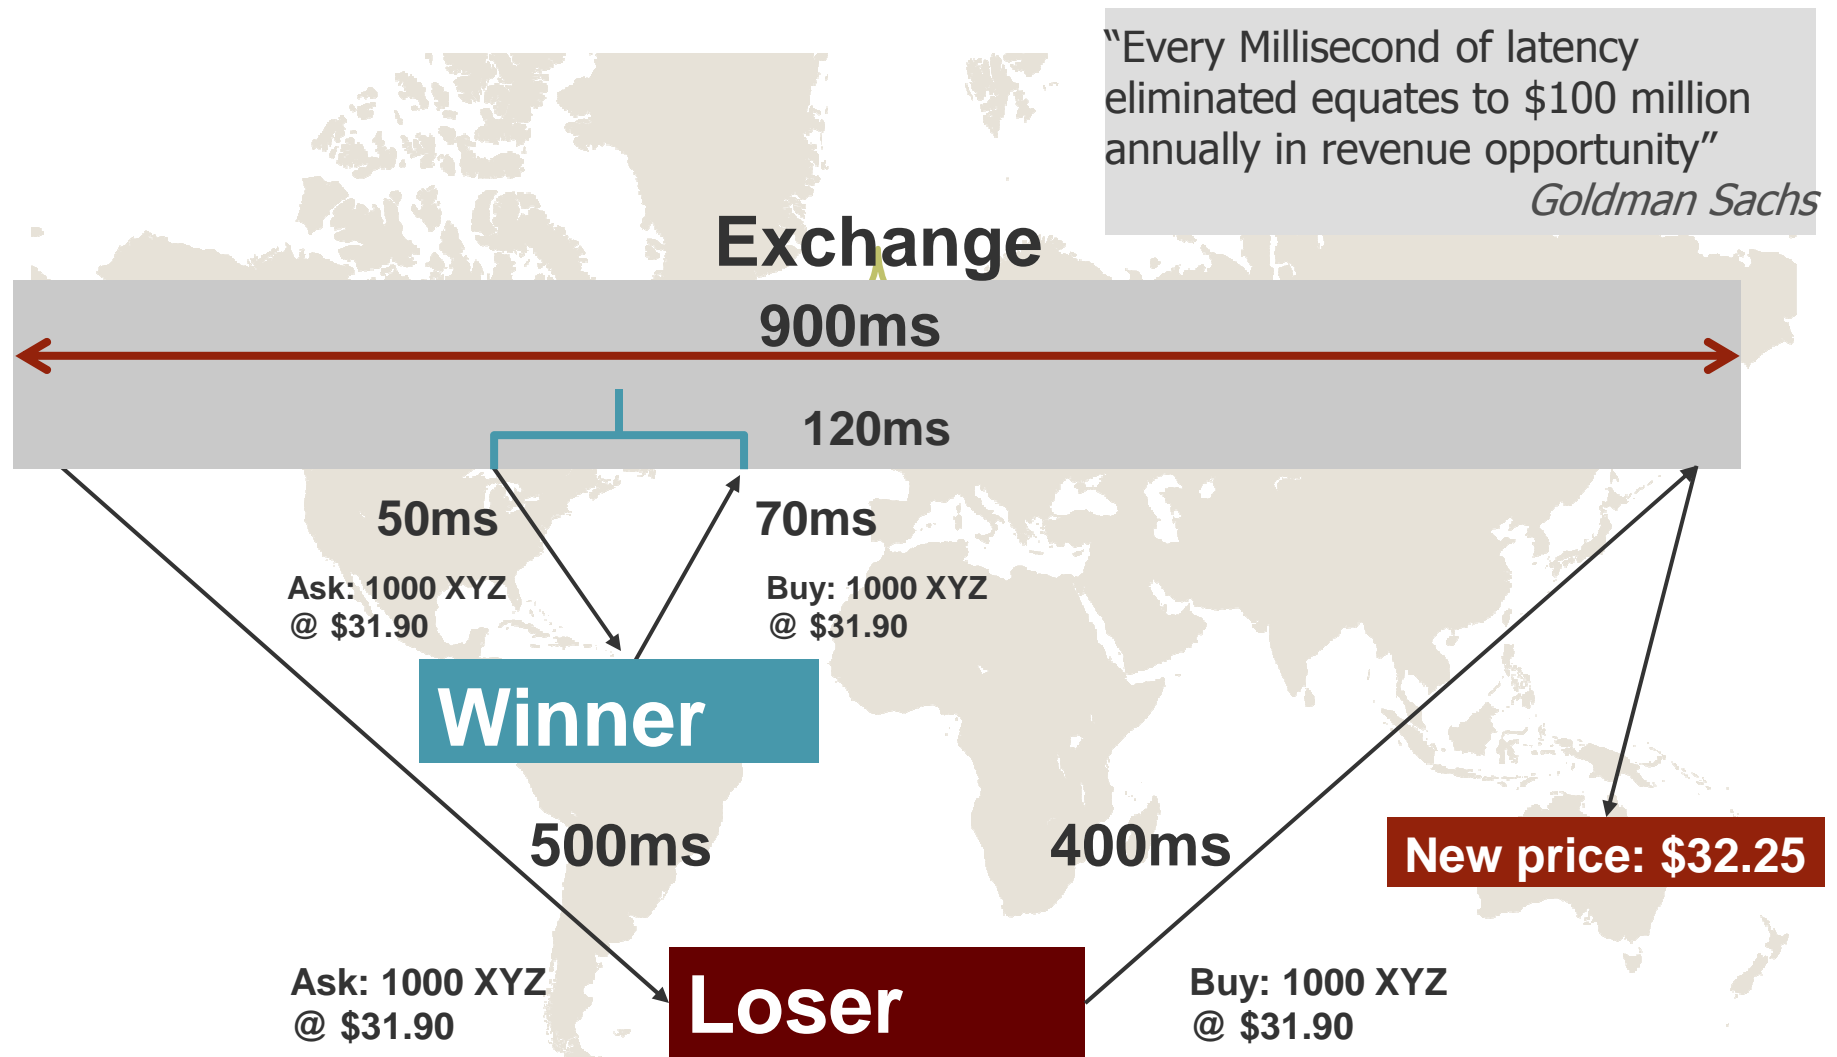 “Every Millisecond of latency
eliminated equates to $100 million
annually in revenue opportunity”
Goldman Sachs
Exchange
900ms
120ms
50ms
70ms
Ask: 1000 XYZ
@ $31.90
Buy: 1000 XYZ
@ $31.90
Winner
500ms
400ms
New price: $32.25
Ask: 1000 XYZ
@ $31.90
Loser
Buy: 1000 XYZ
@ $31.90